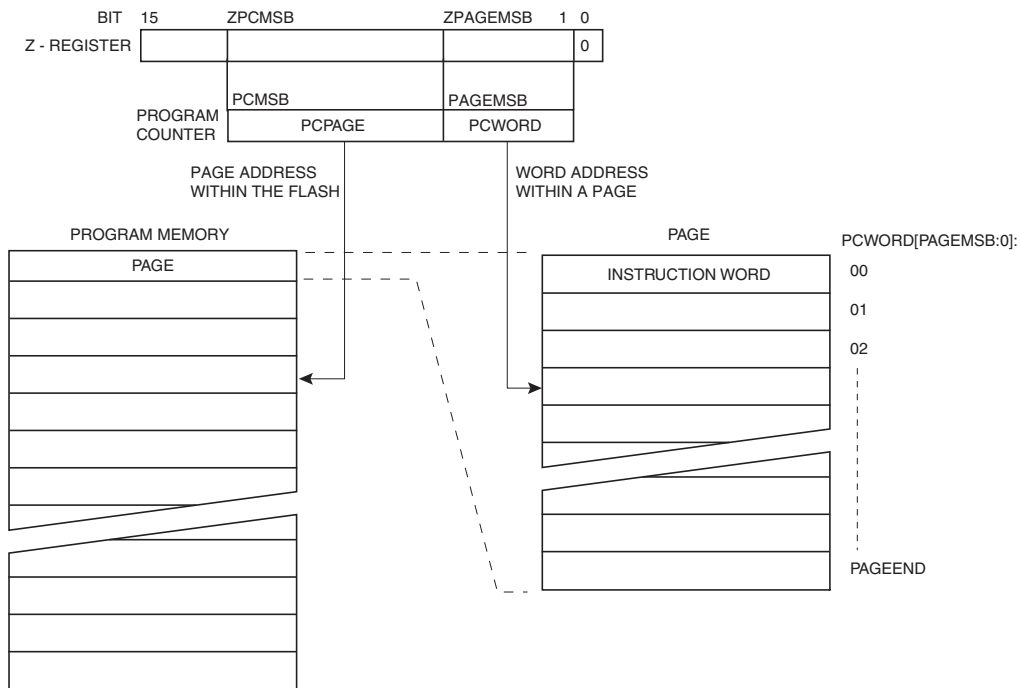 BIT 15 ZPCMSB ZPAGEMSB 1 0
Z - REGISTER 0
PCMSB PAGEMSB
PROGRAM
COUNTER
PCPAGE PCWORD
PAGE ADDRESS
WITHIN THE FLASH
WORD ADDRESS
WITHIN A PAGE
PROGRAM MEMORY
PAGE
PAGE
PCWORD[PAGEMSB:0]:
INSTRUCTION WORD
00
01
02
PAGEEND